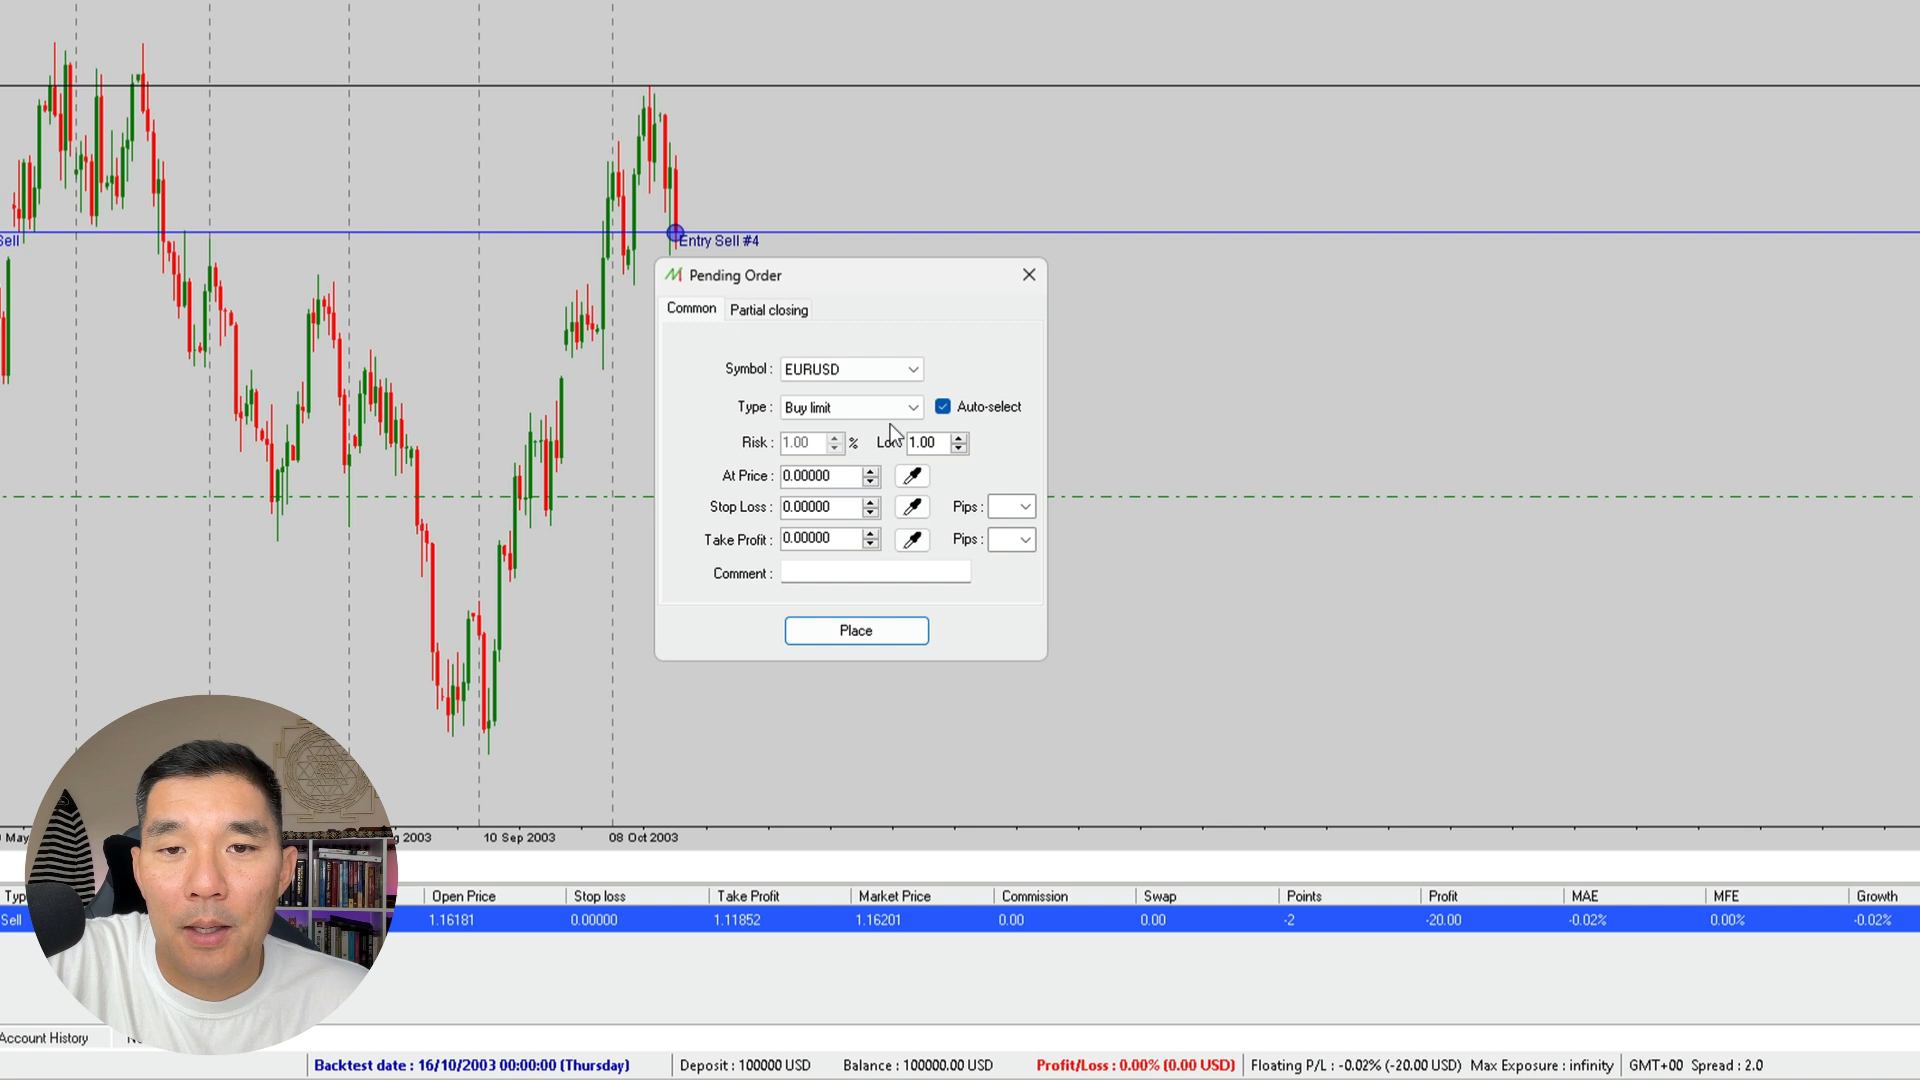 Sell
Entry Sell #4
Pending Order
Common
Partial closing
Symbol :
EURUSD
Type :
Buy limit
Auto-select
Risk :
1.00
%
1.00
At Price :
0.00000
Stop Loss :
0.00000
Pips :
Take Profit :
0.00000
Pips :
Comment :
Place
May
2003
10 Sep 2003
08 Oct 2003
Open Price
Stop loss
Take Profit
Market Price
Commission
Swap
Points
Profit
MAE
MFE
Growth
Sell
1.16181
0.00000
1.11852
1.16201
0.00
0.00
-2
-20.00
-0.02%
0.00%
-0.02%
Account History
Backtest date : 16/10/2003 00:00:00 (Thursday)
Deposit : 100000 USD
Balance : 100000.00 USD
Profit/Loss : 0.00% (0.00 USD)
Floating P/L : -0.02% (-20.00 USD)
Max Exposure : infinity
GMT+00
Spread : 2.0